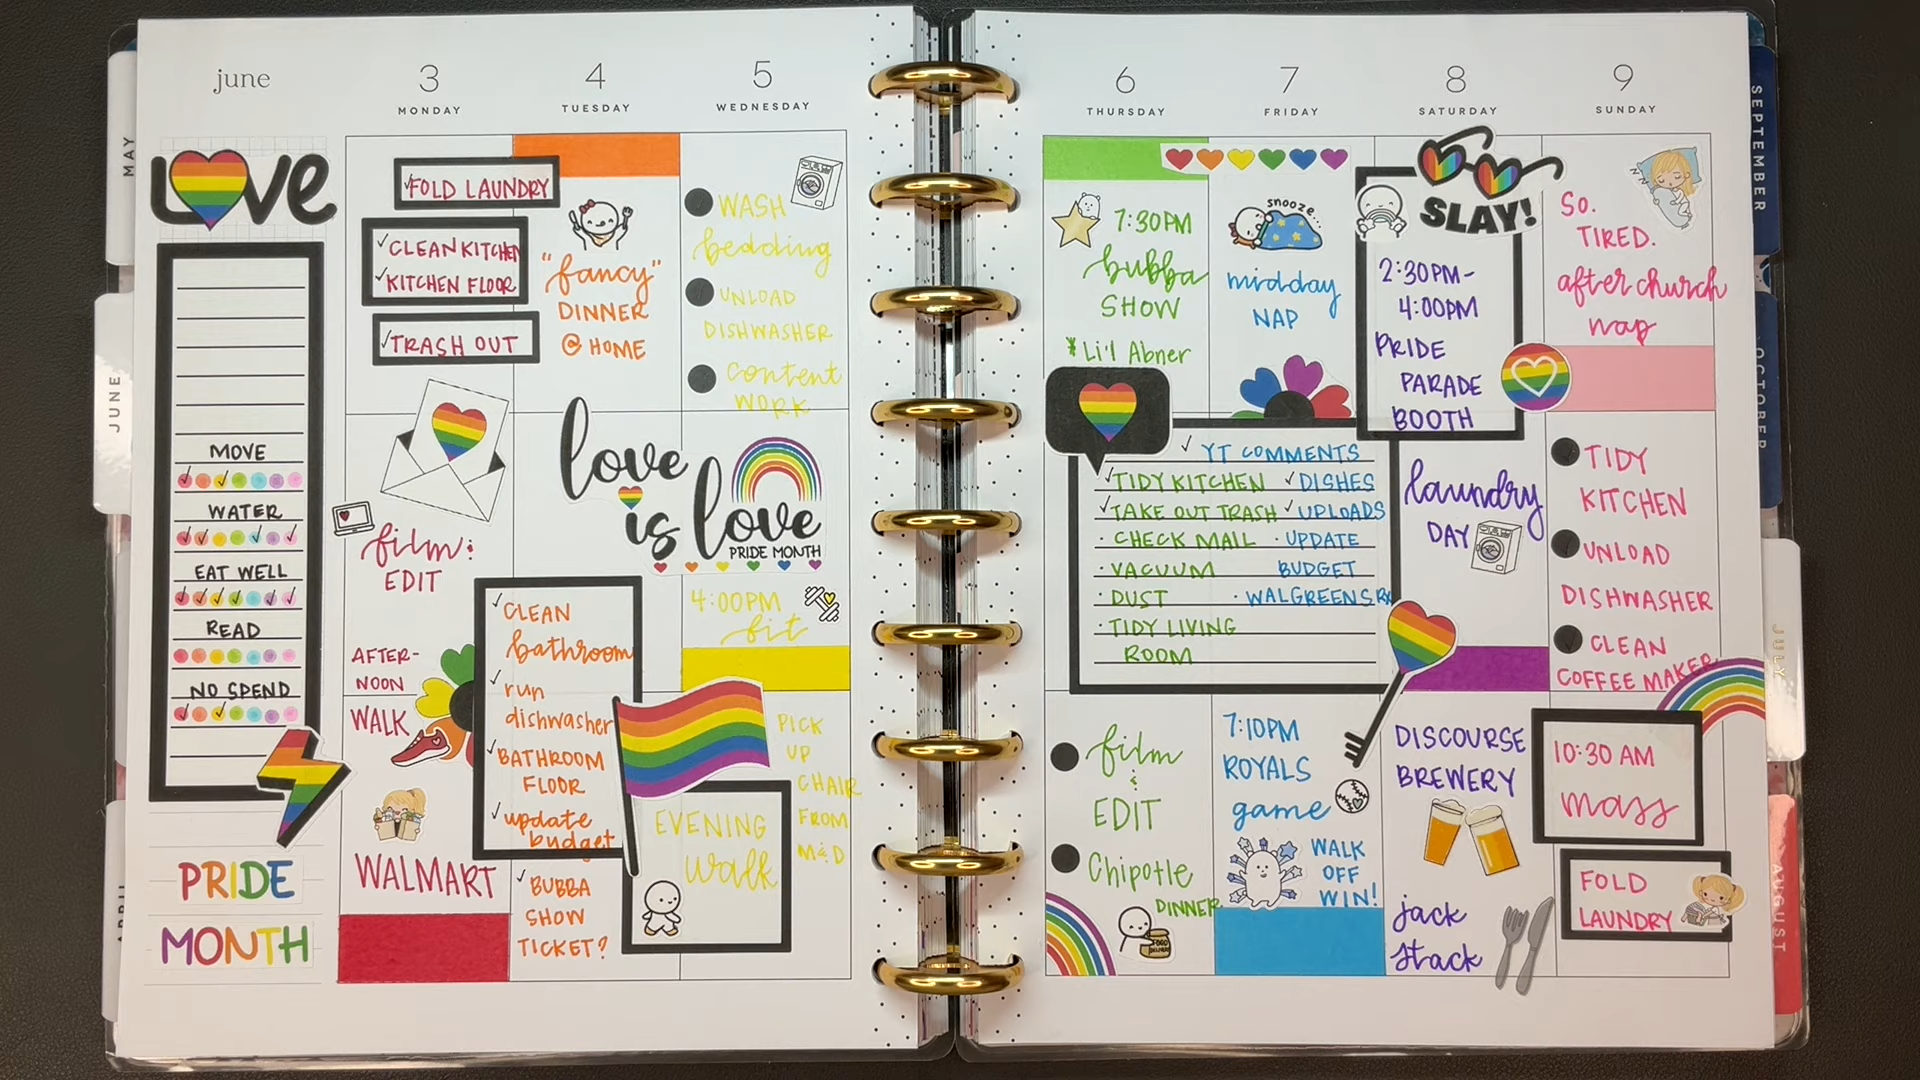 june
3
MONDAY
4
TUESDAY
5
WEDNESDAY
6
THURSDAY
7
FRIDAY
8
SATURDAY
9
SUNDAY
MAY
JUNE
APRIL
SEPTEMBER
OCTOBER
JULY
AUGUST
LOVE
MOVE
WATER
EAT WELL
READ
NO SPEND
PRIDE
MONTH
✓FOLD LAUNDRY
✓CLEAN KITCHEN
✓KITCHEN FLOOR
✓TRASH OUT
film &
EDIT
AFTER-
NOON
WALK
WALMART
"fancy"
DINNER
@ HOME
love
is love
PRIDE MONTH
✓CLEAN
bathroom
✓run
dishwasher
✓BATHROOM
FLOOR
✓update
budget
✓BUBBA
SHOW
TICKET?
WASH
bedding
UNLOAD
DISHWASHER
content
WORK
4:00PM
fit
PICK
UP
CHAIR
FROM
M&D
EVENING
walk
7:30PM
bubba
SHOW
*Li'l Abner
✓YT COMMENTS
✓TIDY KITCHEN ✓DISHES
✓TAKE OUT TRASH ✓UPLOADS
· CHECK MAIL · UPDATE
· VACUUM BUDGET
· DUST · WALGREENS Rx
· TIDY LIVING
ROOM
film
&
EDIT
Chipotle
DINNER
FOOD
snooze...
midday
NAP
7:10PM
ROYALS
game
WALK
OFF
WIN!
SLAY!
2:30PM-
4:00PM
PRIDE
PARADE
BOOTH
laundry
DAY
DISCOURSE
BREWERY
jack
stack
So.
TIRED.
after church
nap
TIDY
KITCHEN
UNLOAD
DISHWASHER
CLEAN
COFFEE MAKER
10:30 AM
mass
FOLD
LAUNDRY